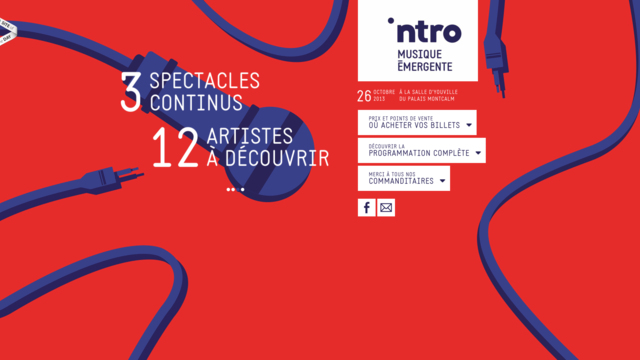 3 SPECTACLES
CONTINUS
12 ARTISTES
À DÉCOUVRIR
intro
MUSIQUE
ÉMERGENTE
26 OCTOBRE
2013
À LA SALLE D'YOUVILLE
DU PALAIS MONTCALM
PRIX ET POINTS DE VENTE
OÙ ACHETER VOS BILLETS
DÉCOUVRIR LA
PROGRAMMATION COMPLÈTE
MERCI À TOUS NOS
COMMANDITAIRES